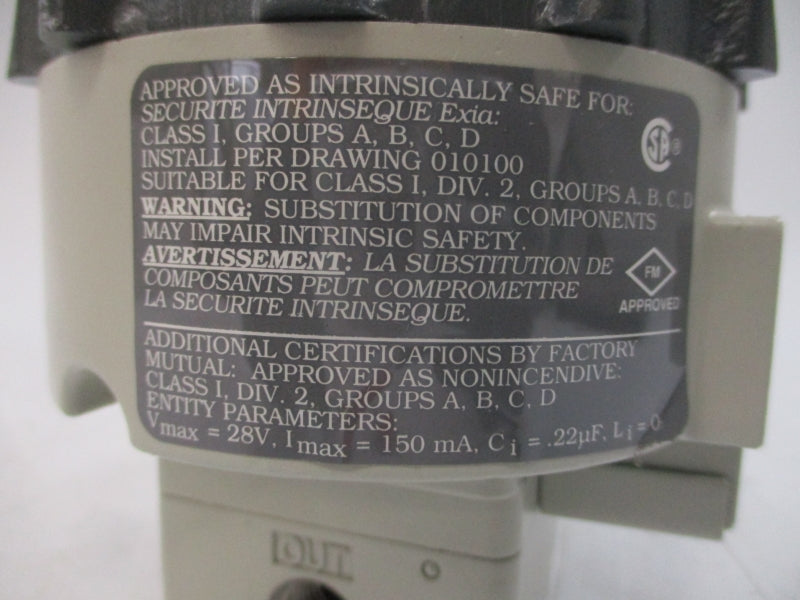 APPROVED AS INTRINSICALLY SAFE FOR:
SECURITE INTRINSEQUE Exia:
CLASS I, GROUPS A, B, C, D
INSTALL PER DRAWING 010100
SUITABLE FOR CLASS I, DIV. 2, GROUPS A, B, C, D
WARNING: SUBSTITUTION OF COMPONENTS
MAY IMPAIR INTRINSIC SAFETY.
AVERTISSEMENT: LA SUBSTITUTION DE
COMPOSANTS PEUT COMPROMETTRE
LA SECURITE INTRINSEQUE.
SA ®
FM
APPROVED
ADDITIONAL CERTIFICATIONS BY FACTORY
MUTUAL: APPROVED AS NONINCENDIVE:
CLASS I, DIV. 2, GROUPS A, B, C, D
ENTITY PARAMETERS:
Vmax = 28V, Imax = 150 mA, Ci = .22µF, Li = 0
OUT